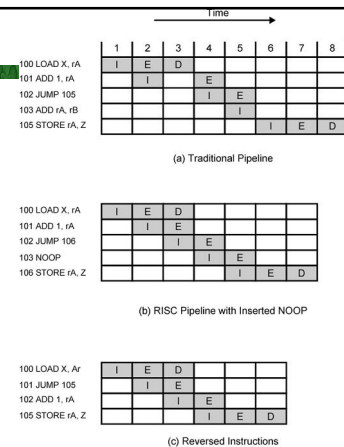 Time
1 2 3 4 5 6 7 8
100 LOAD X, rA I E D
101 ADD 1, rA I E
102 JUMP 105 I E
103 ADD rA, rB I
105 STORE rA, Z I E D
(a) Traditional Pipeline
100 LOAD X, rA I E D
101 ADD 1, rA I E
102 JUMP 106 I E
103 NOOP I E
106 STORE rA, Z I E D
(b) RISC Pipeline with Inserted NOOP
100 LOAD X, Ar I E D
101 JUMP 105 I E
102 ADD 1, rA I E
105 STORE rA, Z I E D
(c) Reversed Instructions